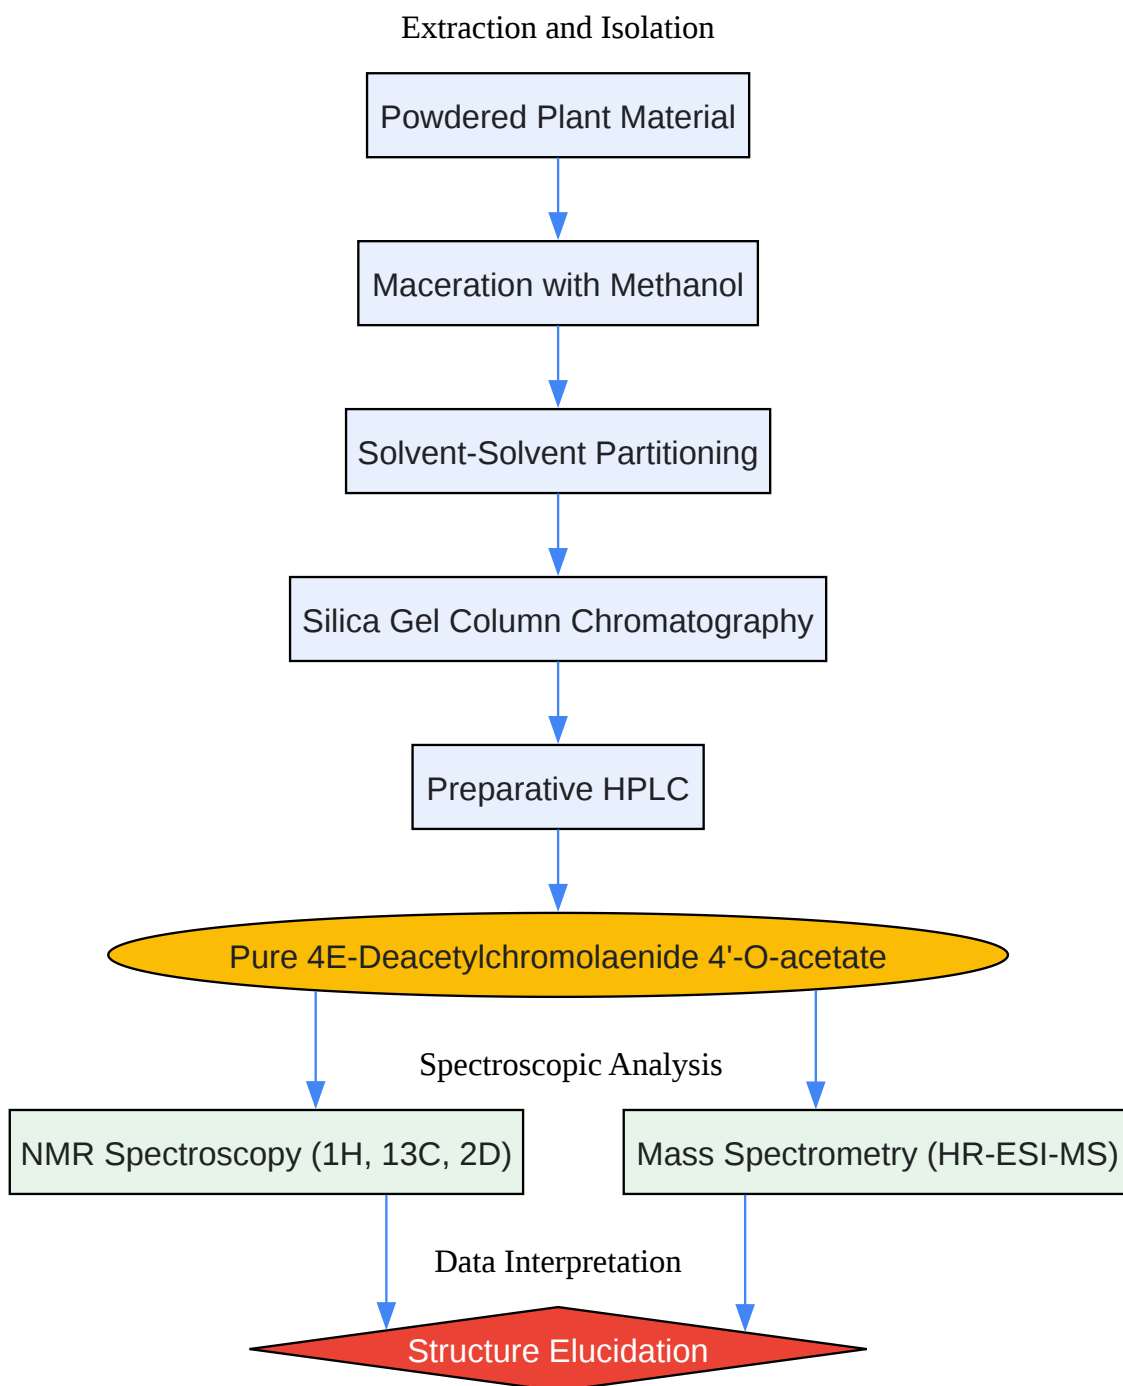 Extraction and Isolation
Powdered Plant Material
Maceration with Methanol
Solvent-Solvent Partitioning
Silica Gel Column Chromatography
Preparative HPLC
Pure 4E-Deacetylchromolaenide 4'-O-acetate
Spectroscopic Analysis
NMR Spectroscopy (1H, 13C, 2D)
Mass Spectrometry (HR-ESI-MS)
Data Interpretation
Structure Elucidation